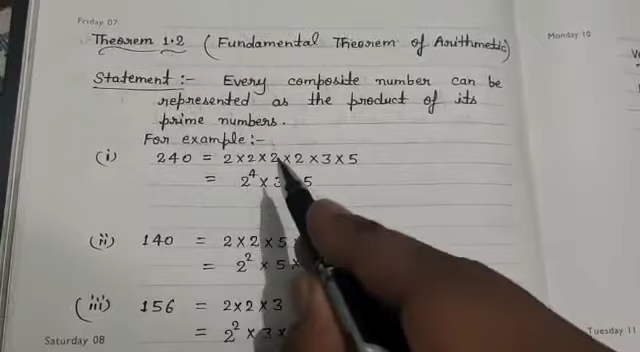 Friday 07
Monday 10
Theorem 1.2 (Fundamental Theorem of Arithmetic)
Statement :- Every composite number can be
represented as the product of its
prime numbers.
For example :-
(i) 240 = 2×2×2×2×3×5
= 2⁴×3 5
(ii) 140 = 2×2×5
= 2²×5×
(iii) 156 = 2×2×3
= 2²×3×
Saturday 08
Tuesday 11